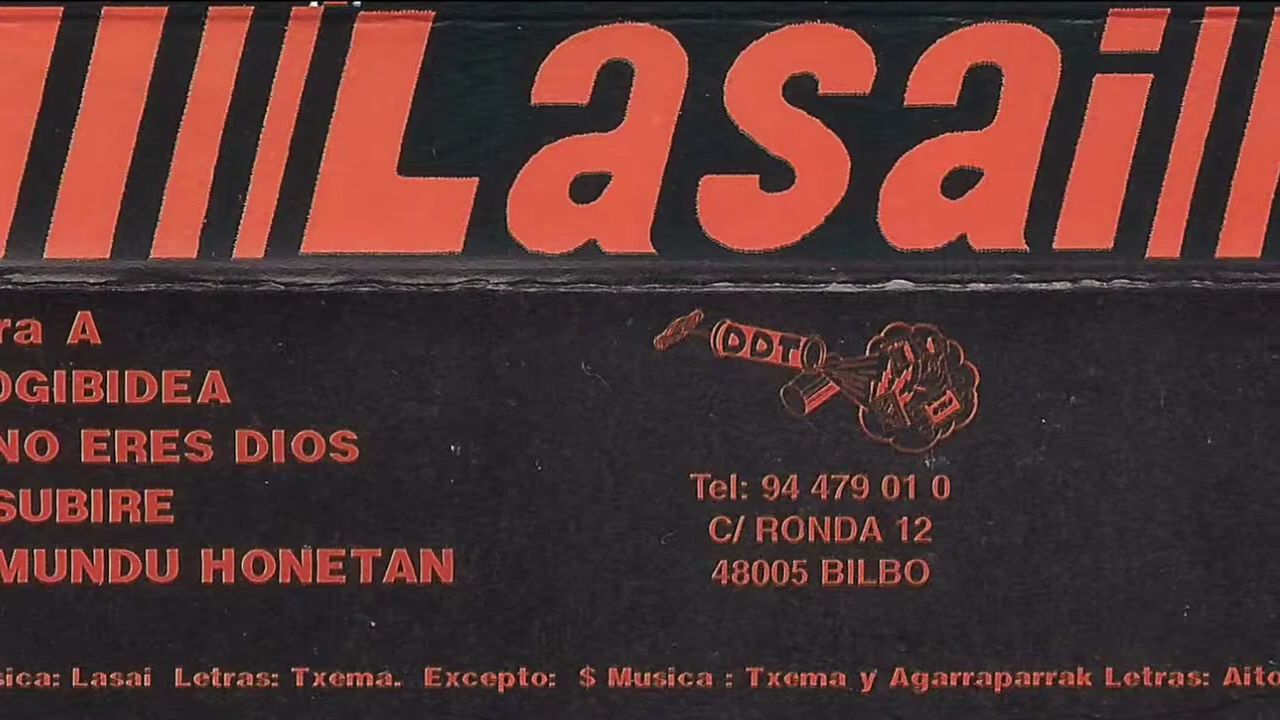 Lasai
ra A
OGIBIDEA
NO ERES DIOS
SUBIRE
MUNDU HONETAN
DDT
Tel: 94 479 01 0
C/ RONDA 12
48005 BILBO
sica: Lasai Letras: Txema. Excepto: $ Musica : Txema y Agarraparrak Letras: Aito